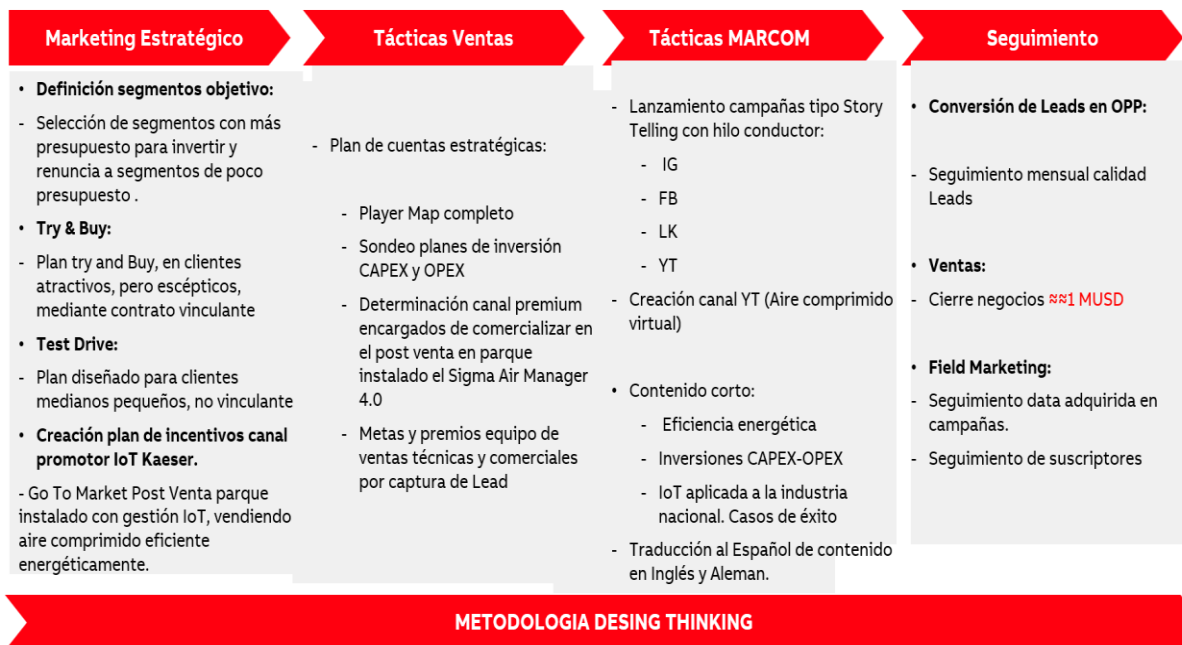 Marketing Estratégico
• Definición segmentos objetivo:
- Selección de segmentos con más
presupuesto para invertir y
renuncia a segmentos de poco
presupuesto .
• Try & Buy:
- Plan try and Buy, en clientes
atractivos, pero escépticos,
mediante contrato vinculante
• Test Drive:
- Plan diseñado para clientes
medianos pequeños, no vinculante
• Creación plan de incentivos canal
promotor IoT Kaeser.
- Go To Market Post Venta parque
instalado con gestión IoT, vendiendo
aire comprimido eficiente
energéticamente.
Tácticas Ventas
- Plan de cuentas estratégicas:
- Player Map completo
- Sondeo planes de inversión
CAPEX y OPEX
- Determinación canal premium
encargados de comercializar en
el post venta en parque
instalado el Sigma Air Manager
4.0
- Metas y premios equipo de
ventas técnicas y comerciales
por captura de Lead
Tácticas MARCOM
- Lanzamiento campañas tipo Story
Telling con hilo conductor:
- IG
- FB
- LK
- YT
- Creación canal YT (Aire comprimido
virtual)
• Contenido corto:
- Eficiencia energética
- Inversiones CAPEX-OPEX
- IoT aplicada a la industria
nacional. Casos de éxito
- Traducción al Español de contenido
en Inglés y Aleman.
Seguimiento
• Conversión de Leads en OPP:
- Seguimiento mensual calidad
Leads
• Ventas:
- Cierre negocios ≈≈1 MUSD
• Field Marketing:
- Seguimiento data adquirida en
campañas.
- Seguimiento de suscriptores
METODOLOGIA DESING THINKING